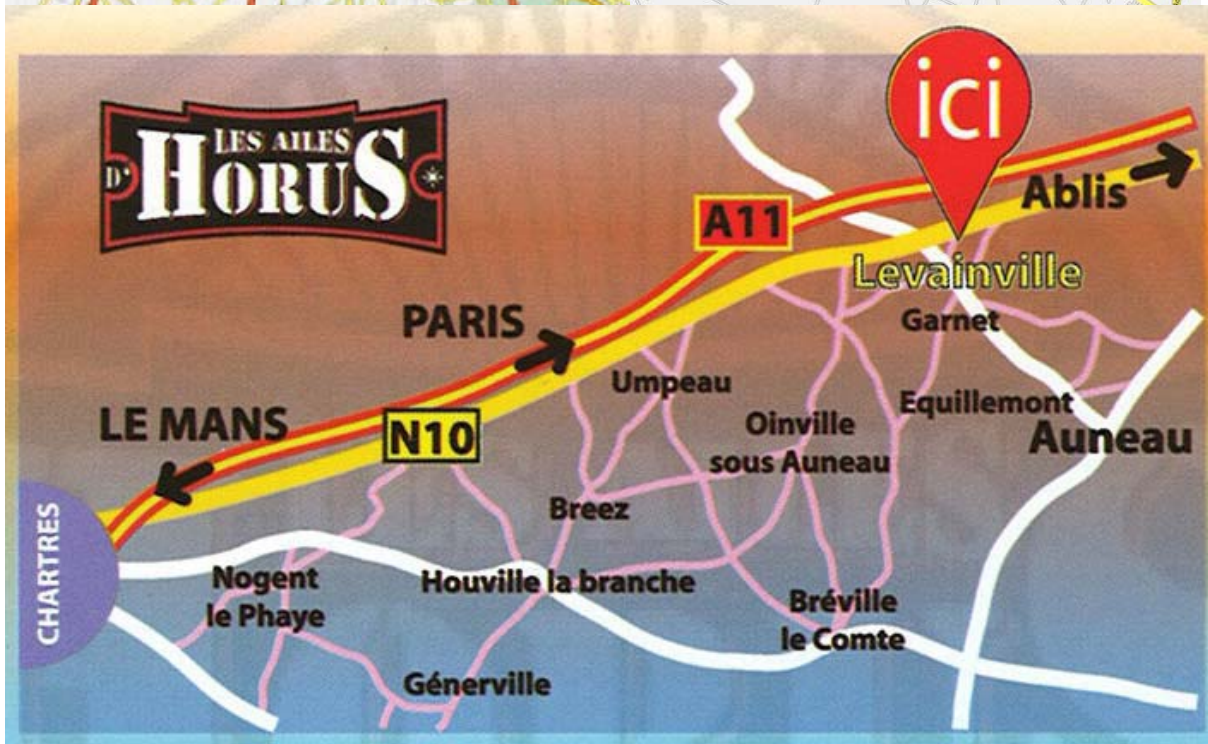 LES AILES
D' HORUS
ici
Ablis
A11
Levainville
PARIS
Garnet
Umpeau
Equillemont
LE MANS
N10
Oinville
sous Auneau
Auneau
Breez
CHARTRES
Nogent
le Phaye
Houville la branche
Bréville
le Comte
Génerville